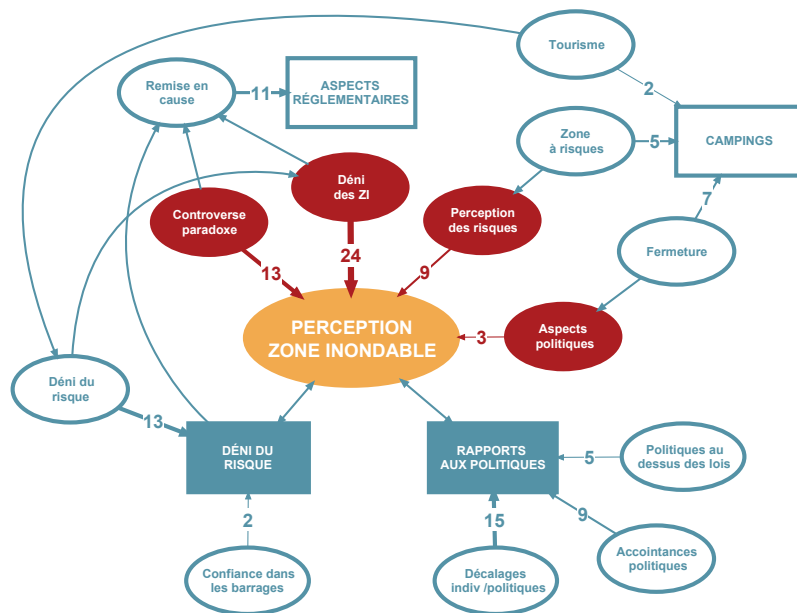 Tourisme
Remise en
cause
11
ASPECTS
RÉGLEMENTAIRES
2
Zone
à risques
5
CAMPINGS
Déni
des ZI
7
Controverse
paradoxe
Perception
des risques
Fermeture
13
24
9
PERCEPTION
ZONE INONDABLE
3
Aspects
politiques
Déni du
risque
13
DÉNI DU
RISQUE
RAPPORTS
AUX POLITIQUES
5
Politiques au
dessus des lois
2
15
9
Confiance dans
les barrages
Décalages
indiv /politiques
Accointances
politiques